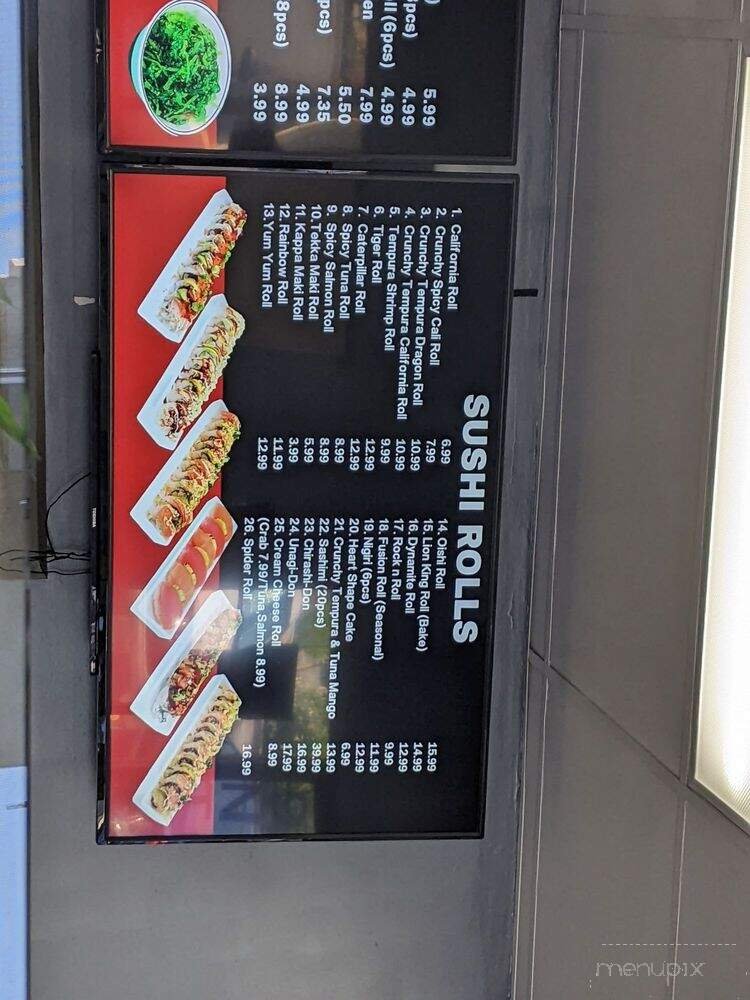 5.99
pcs) 4.99
(6pcs) 4.99
7.99
5.50
pcs) 7.35
4.99
8pcs) 8.99
3.99
SUSHI ROLLS
1. California Roll 6.99
2. Crunchy Spicy Cali Roll 7.99
3. Crunchy Tempura Dragon Roll 10.99
4. Crunchy Tempura California Roll 10.99
5. Tempura Shrimp Roll 9.99
6. Tiger Roll 12.99
7. Caterpillar Roll 12.99
8. Spicy Tuna Roll 8.99
9. Spicy Salmon Roll 8.99
10. Tekka Maki Roll 5.99
11. Kappa Maki Roll 3.99
12. Rainbow Roll 11.99
13. Yum Yum Roll 12.99
14. Oishi Roll 15.99
15. Lion King Roll (Bake) 14.99
16. Dynamite Roll 12.99
17. Rock n Roll 9.99
18. Fusion Roll (Seasonal) 11.99
19. Nigiri (6pcs) 12.99
20. Heart Shape Cake 6.99
21. Crunchy Tempura & Tuna Mango 13.99
22. Sashimi (20pcs) 39.99
23. Chirashi-Don 16.99
24. Unagi-Don 17.99
25. Cream Cheese Roll 8.99
(Crab 7.99/Tuna,Salmon 8.99)
26. Spider Roll 16.99
TOSHIBA
menupix